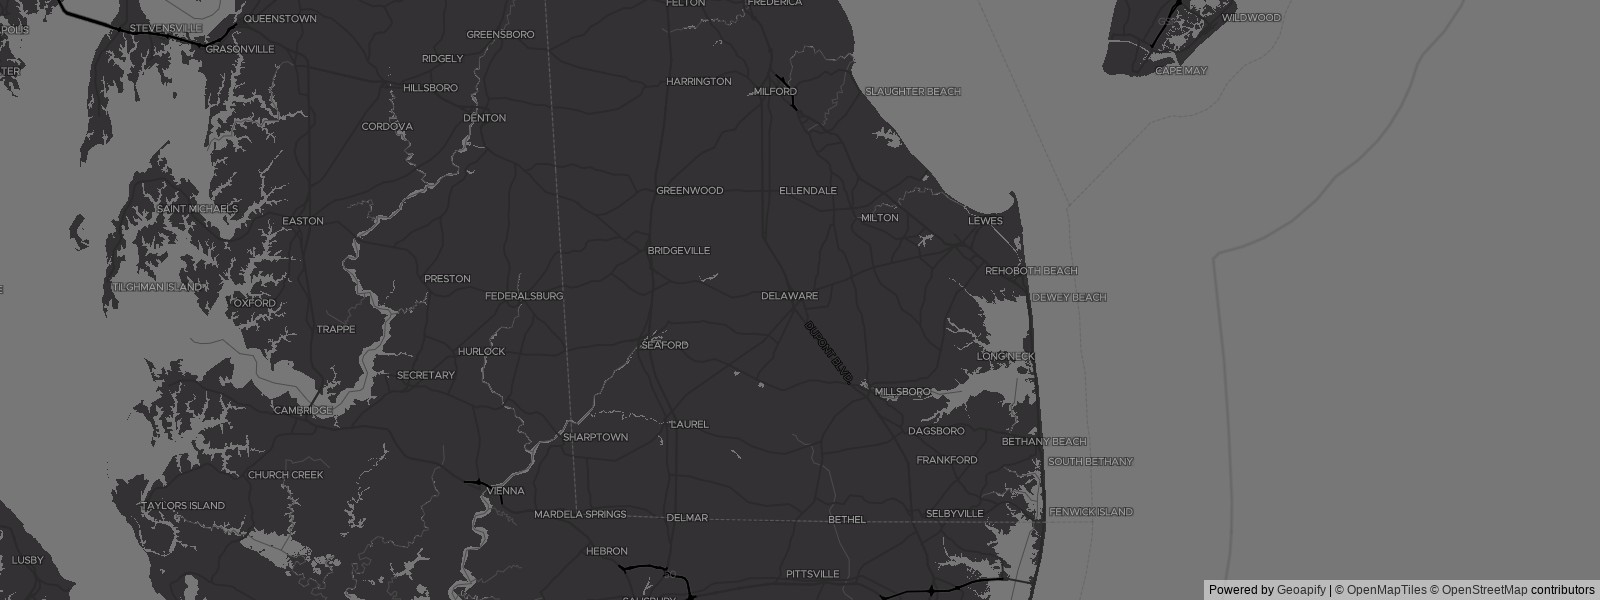 FELTON
FREDERICA
QUEENSTOWN
WILDWOOD
STEVENSVILLE
GREENSBORO
GRASONVILLE
RIDGELY
CAPE MAY
HARRINGTON
HILLSBORO
MILFORD
SLAUGHTER BEACH
DENTON
CORDOVA
GREENWOOD
ELLENDALE
SAINT MICHAELS
MILTON
EASTON
LEWES
BRIDGEVILLE
REHOBOTH BEACH
PRESTON
TILGHMAN ISLAND
FEDERALSBURG
DELAWARE
DEWEY BEACH
OXFORD
TRAPPE
DUPONT BLVD.
SEAFORD
HURLOCK
LONG NECK
SECRETARY
MILLSBORO
CAMBRIDGE
LAUREL
DAGSBORO
SHARPTOWN
BETHANY BEACH
FRANKFORD
SOUTH BETHANY
CHURCH CREEK
VIENNA
TAYLORS ISLAND
FENWICK ISLAND
MARDELA SPRINGS
DELMAR
BETHEL
SELBYVILLE
HEBRON
LUSBY
PITTSVILLE
SALISBURY
Powered by Geoapify | © OpenMapTiles © OpenStreetMap contributors